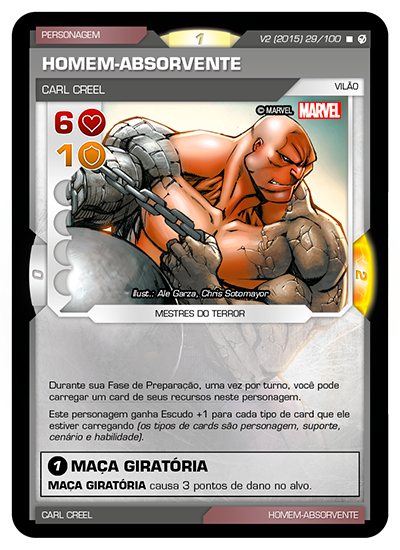 PERSONAGEM
1
V2 (2015) 29/100
HOMEM-ABSORVENTE
CARL CREEL
VILÃO
© MARVEL MARVEL
6
1
0
2
Illust.: Ale Garza, Chris Sotomayor
MESTRES DO TERROR
Durante sua Fase de Preparação, uma vez por turno, você pode
carregar um card de seus recursos neste personagem.
Este personagem ganha Escudo +1 para cada tipo de card que ele
estiver carregando (os tipos de cards são personagem, suporte,
cenário e habilidade).
1 MAÇA GIRATÓRIA
MAÇA GIRATÓRIA causa 3 pontos de dano no alvo.
CARL CREEL
HOMEM-ABSORVENTE